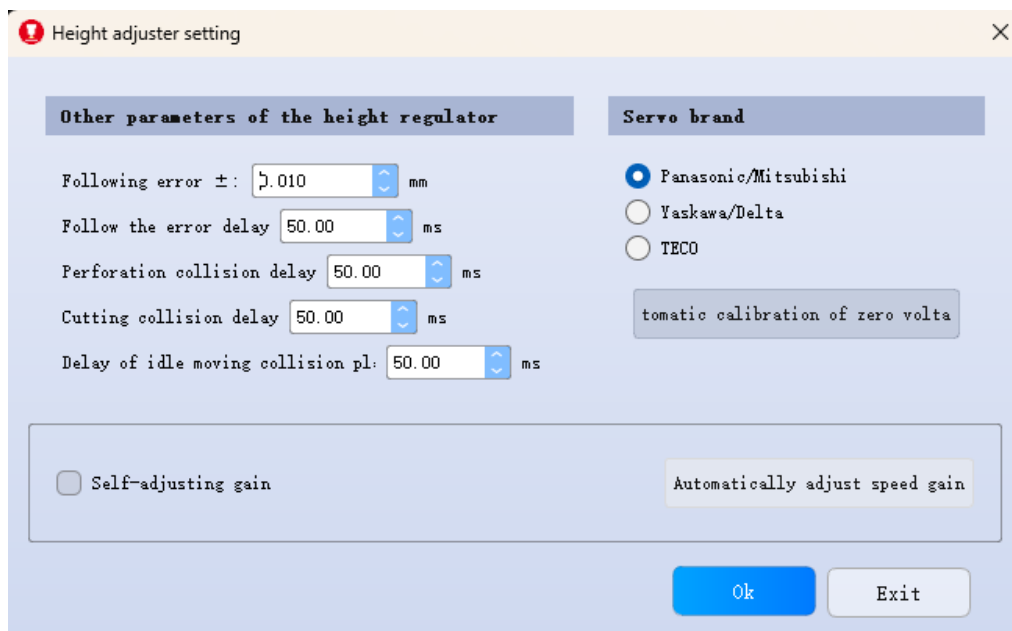 Height adjuster setting
Other parameters of the height regulator
Following error ±: 0.010 mm
Follow the error delay 50.00 ms
Perforation collision delay 50.00 ms
Cutting collision delay 50.00 ms
Delay of idle moving collision pl: 50.00 ms
Servo brand
Panasonic/Mitsubishi
Yaskawa/Delta
TECO
tomatic calibration of zero volta
Self-adjusting gain
Automatically adjust speed gain
Ok
Exit